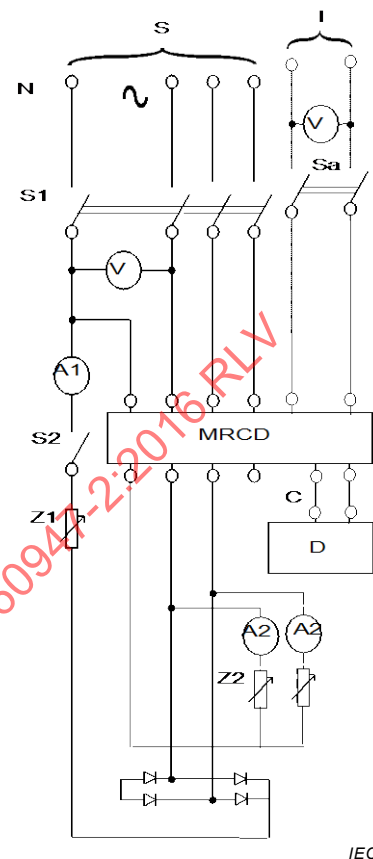 S
I
N
V
Sa
S1
V
A1
MRCD
S2
C
Z1
D
A2 A2
Z2
60947-2:2016 RLV
IEC